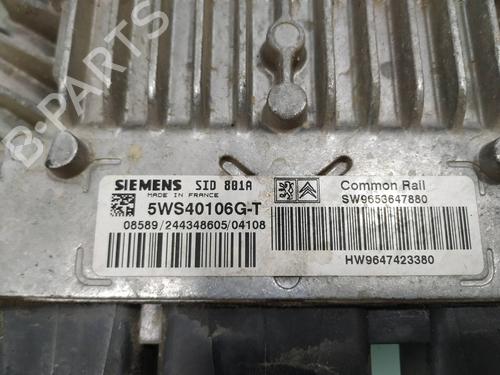 B-PARTS
SIEMENS SID 801A
MADE IN FRANCE
5WS40106G-T
08589/244348605/04108
Common Rail
SW9653647880
HW9647423380